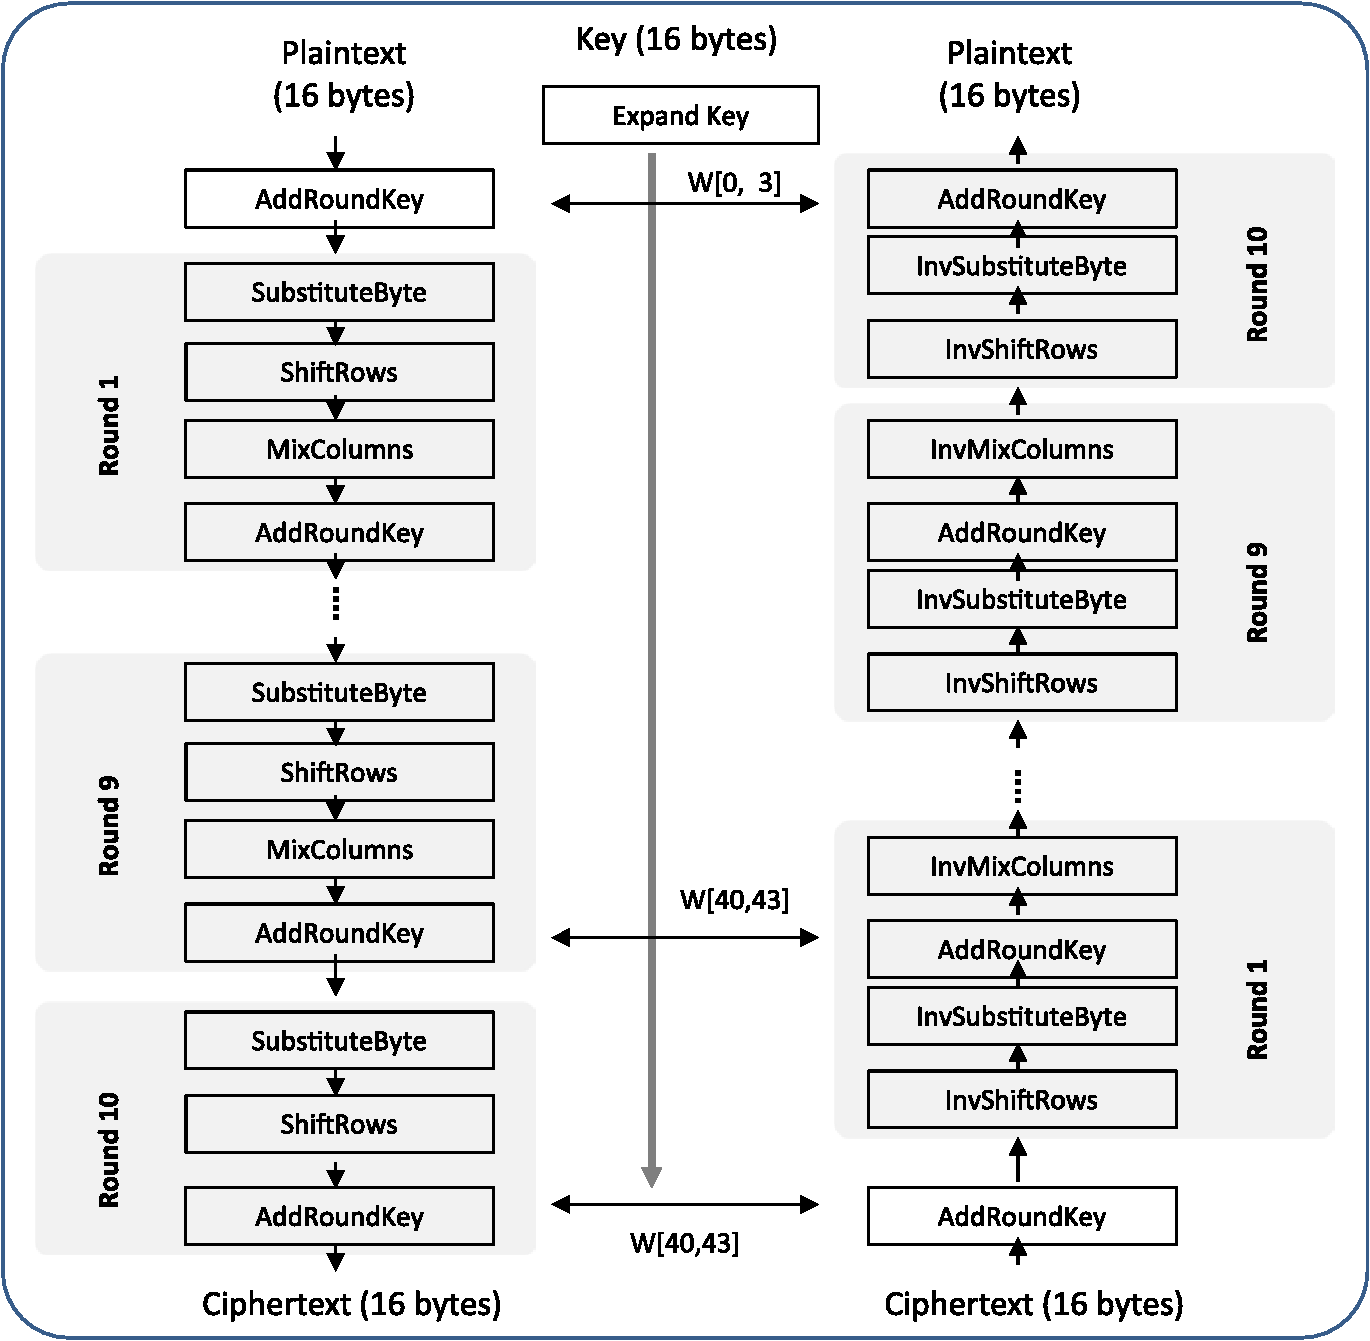 Plaintext
(16 bytes)
AddRoundKey
Round 1
SubstituteByte
ShiftRows
MixColumns
AddRoundKey
Round 9
SubstituteByte
ShiftRows
MixColumns
AddRoundKey
Round 10
SubstituteByte
ShiftRows
AddRoundKey
Ciphertext (16 bytes)
Key (16 bytes)
Expand Key
W[0, 3]
W[40,43]
W[40,43]
Plaintext
(16 bytes)
AddRoundKey
InvSubstituteByte
InvShiftRows
Round 10
InvMixColumns
AddRoundKey
InvSubstituteByte
InvShiftRows
Round 9
InvMixColumns
AddRoundKey
InvSubstituteByte
InvShiftRows
Round 1
AddRoundKey
Ciphertext (16 bytes)